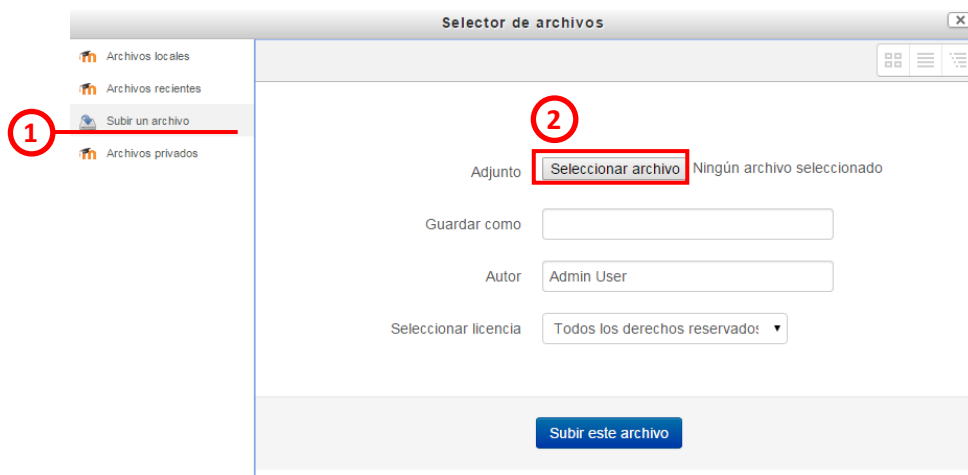 Selector de archivos
Archivos locales
Archivos recientes
1
Subir un archivo
Archivos privados
2
Adjunto
Seleccionar archivo Ningún archivo seleccionado
Guardar como
Autor
Admin User
Seleccionar licencia
Todos los derechos reservados
Subir este archivo